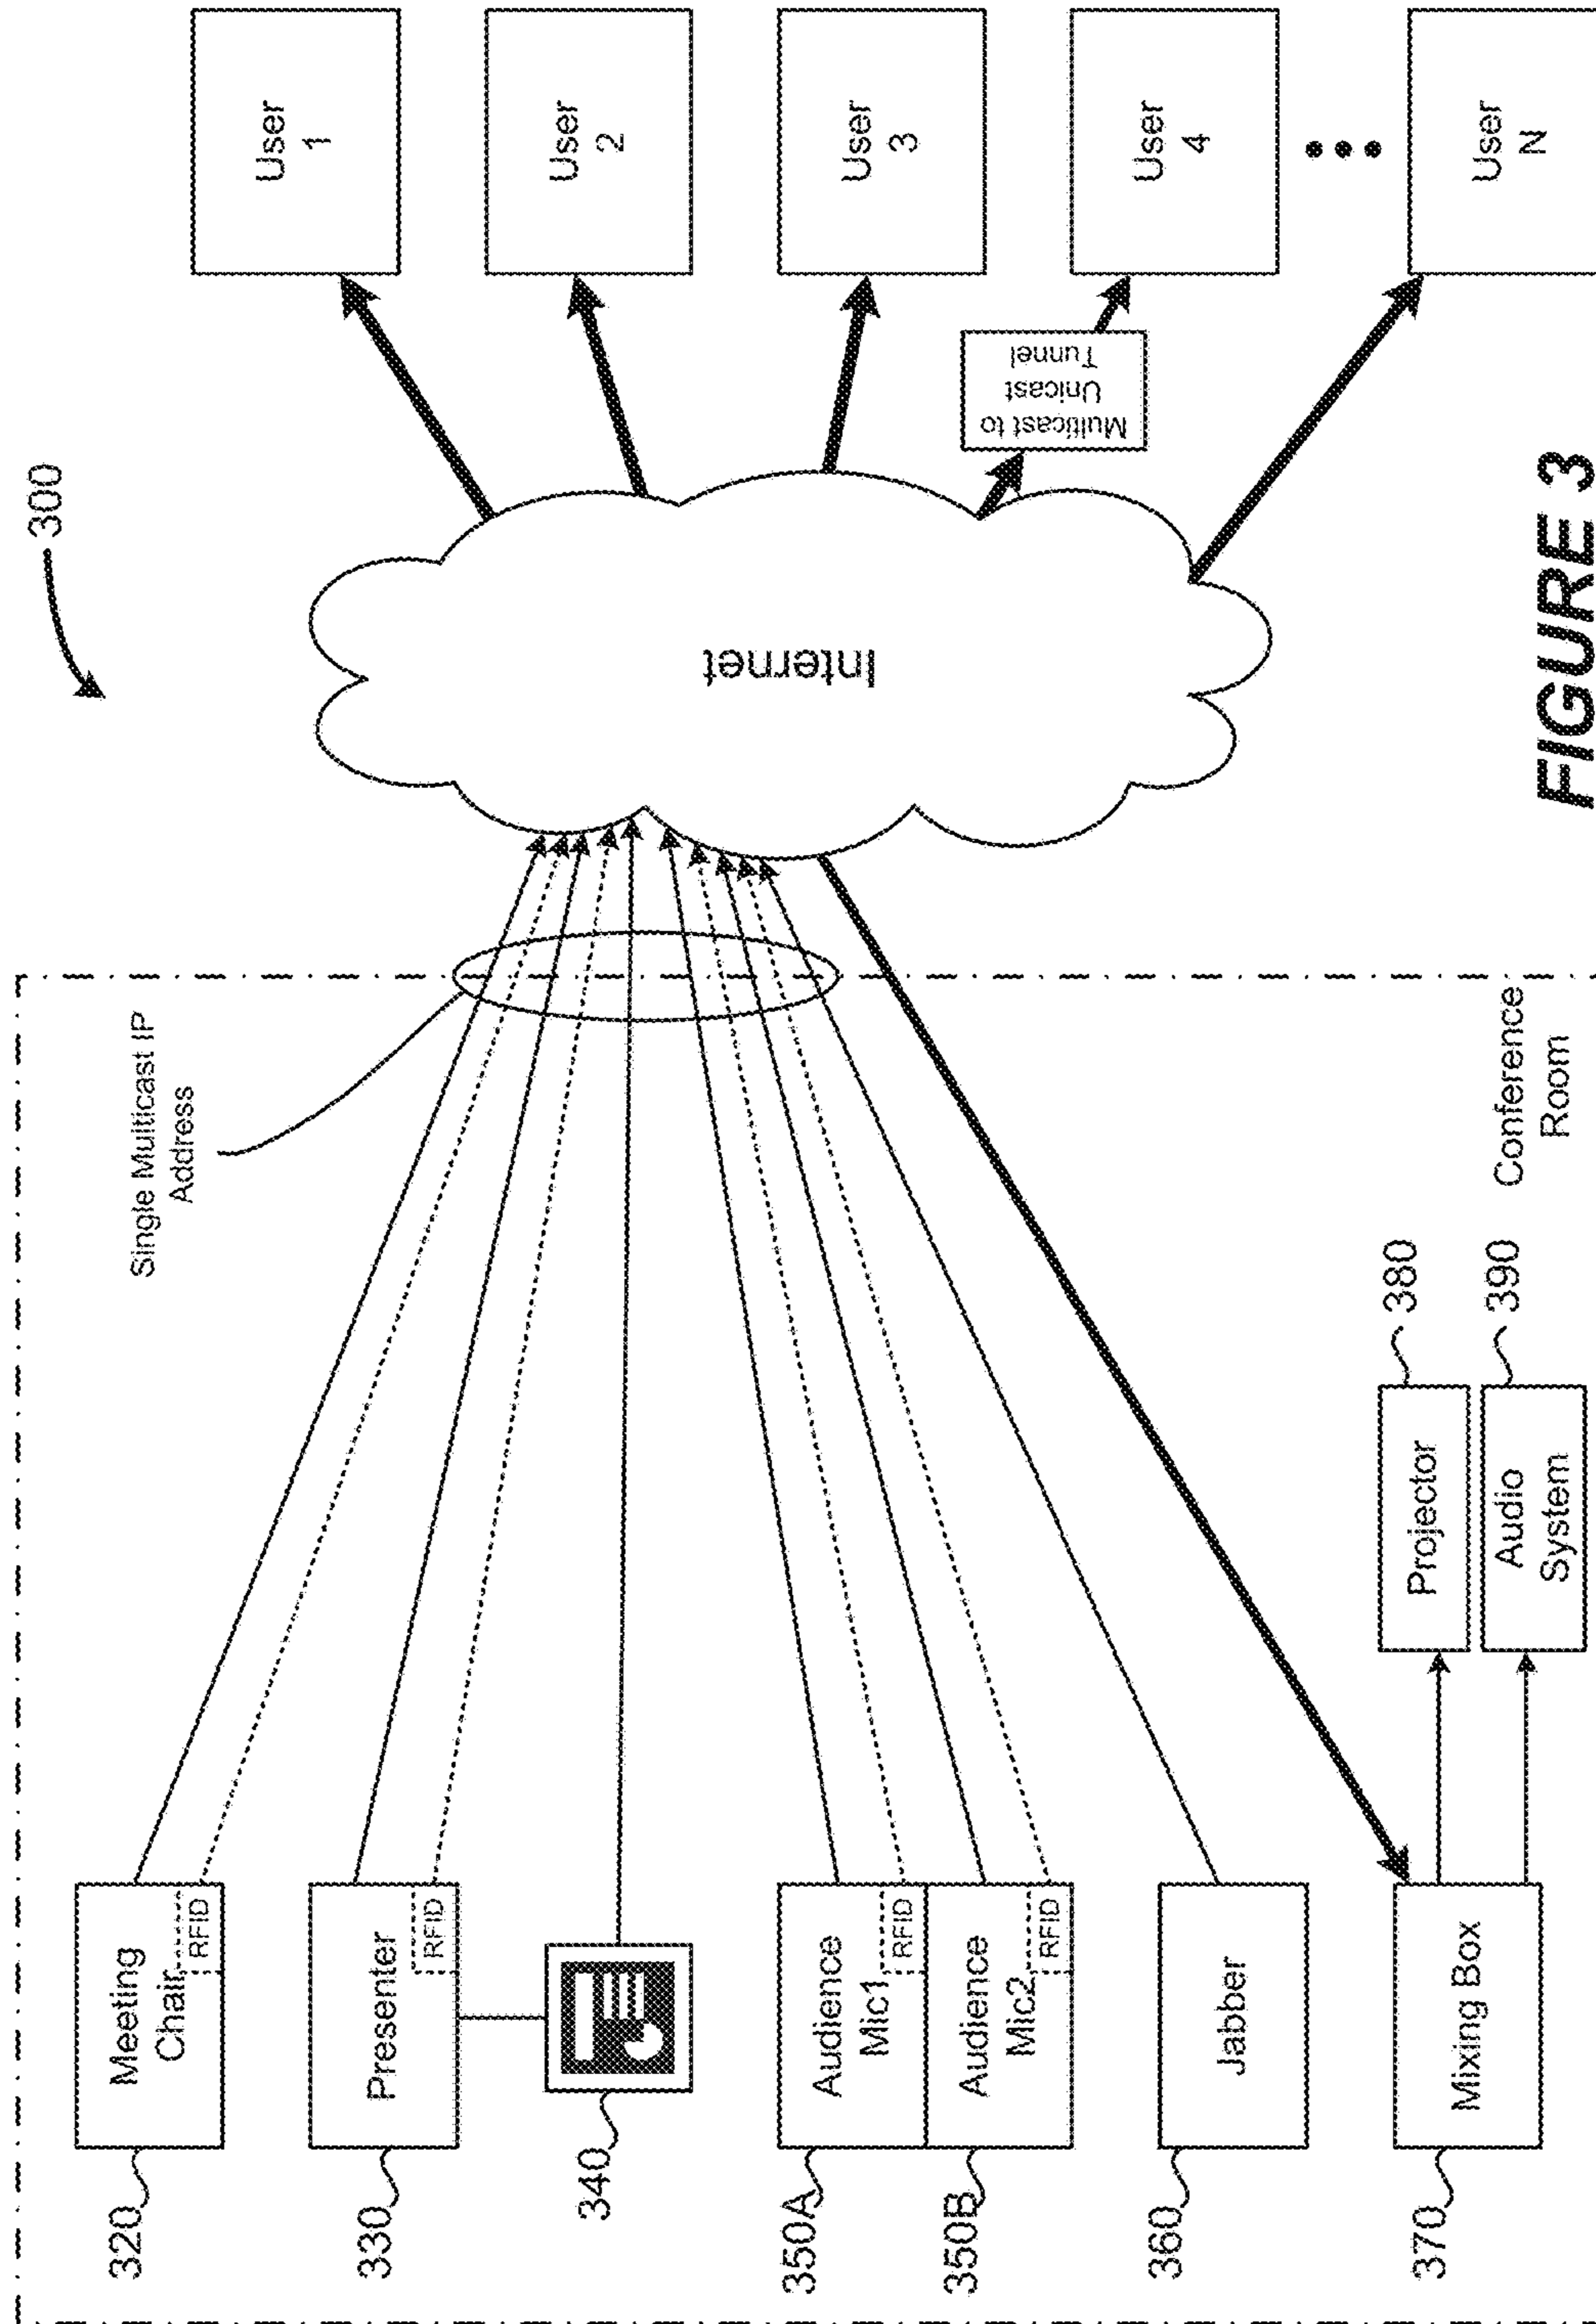 300
Single Multicast IP
Address
320
Meeting
Chair
RFID
330
Presenter
RFID
340
350A
Audience
Mic1
RFID
350B
Audience
Mic2
RFID
360
Jabber
370
Mixing Box
Projector
380
Audio
System
390
Conference
Room
Internet
Multicast to
Unicast
Tunnel
User
1
User
2
User
3
User
4
User
N
FIGURE 3